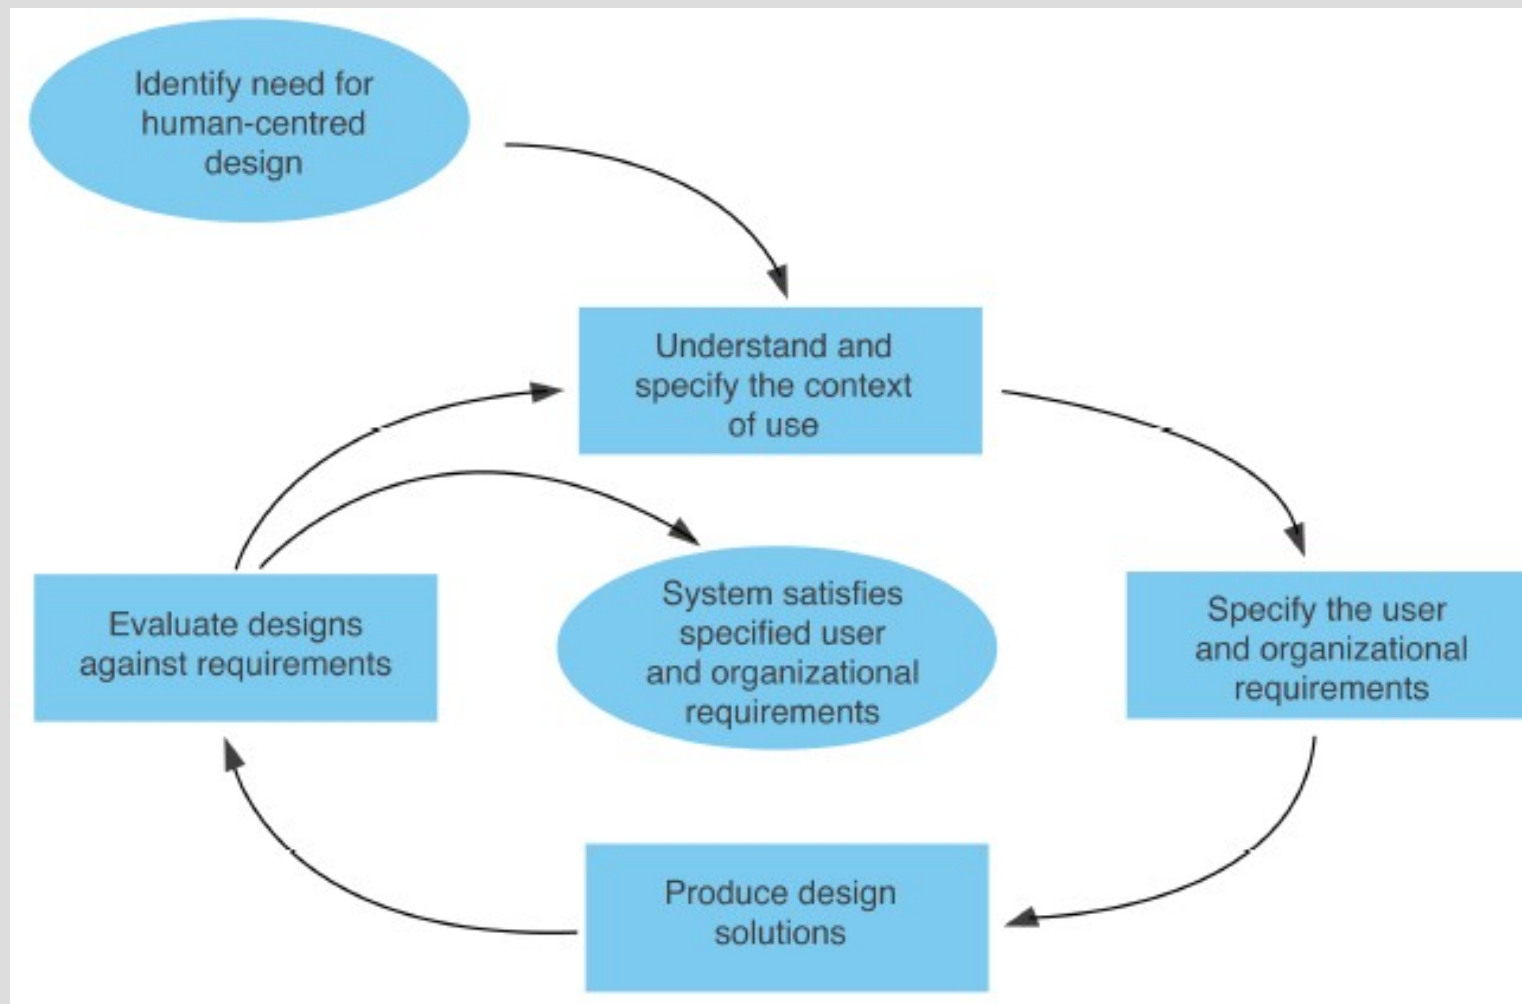 Identify need for
human-centred
design
Understand and
specify the context
of use
Evaluate designs
against requirements
System satisfies
specified user
and organizational
requirements
Specify the user
and organizational
requirements
Produce design
solutions